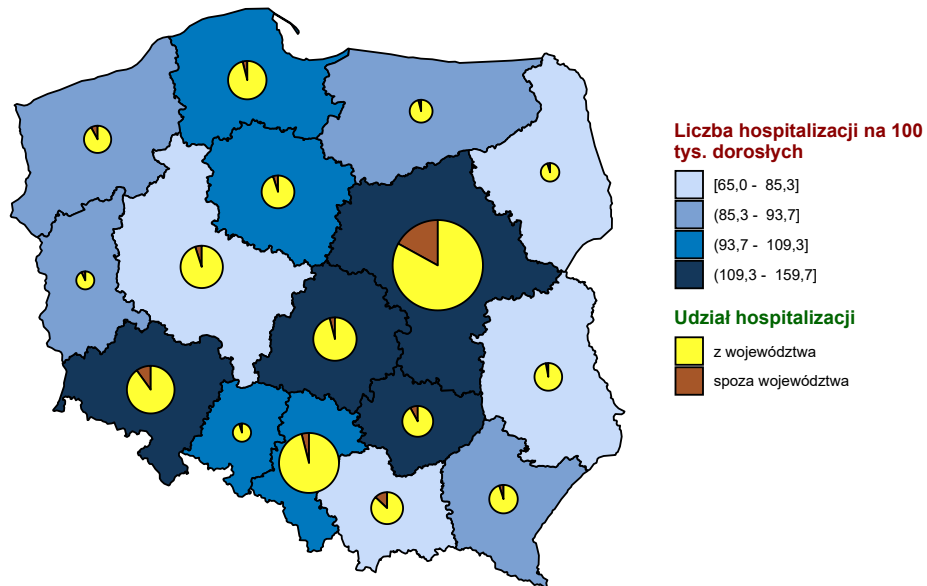 Liczba hospitalizacji na 100
tys. dorosłych
[65,0 - 85,3]
(85,3 - 93,7]
(93,7 - 109,3]
(109,3 - 159,7]
Udział hospitalizacji
z województwa
spoza województwa